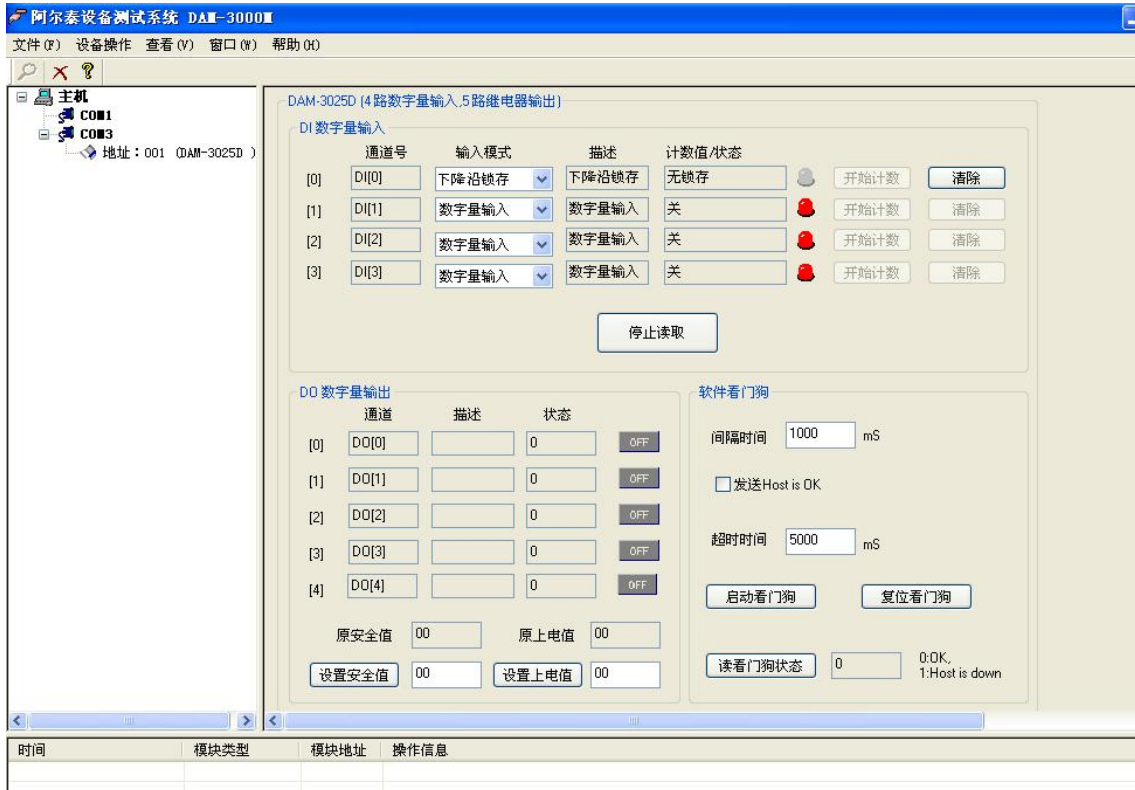 阿尔泰设备测试系统 DAM-3000M
文件(F) 设备操作 查看(V) 窗口(W) 帮助(H)
主机
COM1
COM3
地址：001 (DAM-3025D )
DAM-3025D (4路数字量输入,5路继电器输出)
DI 数字量输入
通道号 输入模式 描述 计数值/状态
[0] DI[0] 下降沿锁存 下降沿锁存 无锁存 开始计数 清除
[1] DI[1] 数字量输入 数字量输入 关 开始计数 清除
[2] DI[2] 数字量输入 数字量输入 关 开始计数 清除
[3] DI[3] 数字量输入 数字量输入 关 开始计数 清除
停止读取
DO 数字量输出
通道 描述 状态
[0] DO[0] 0 OFF
[1] DO[1] 0 OFF
[2] DO[2] 0 OFF
[3] DO[3] 0 OFF
[4] DO[4] 0 OFF
原安全值 00 原上电值 00
设置安全值 00 设置上电值 00
软件看门狗
间隔时间 1000 mS
发送Host is OK
超时时间 5000 mS
启动看门狗 复位看门狗
读看门狗状态 0 0:OK,
1:Host is down
时间 模块类型 模块地址 操作信息